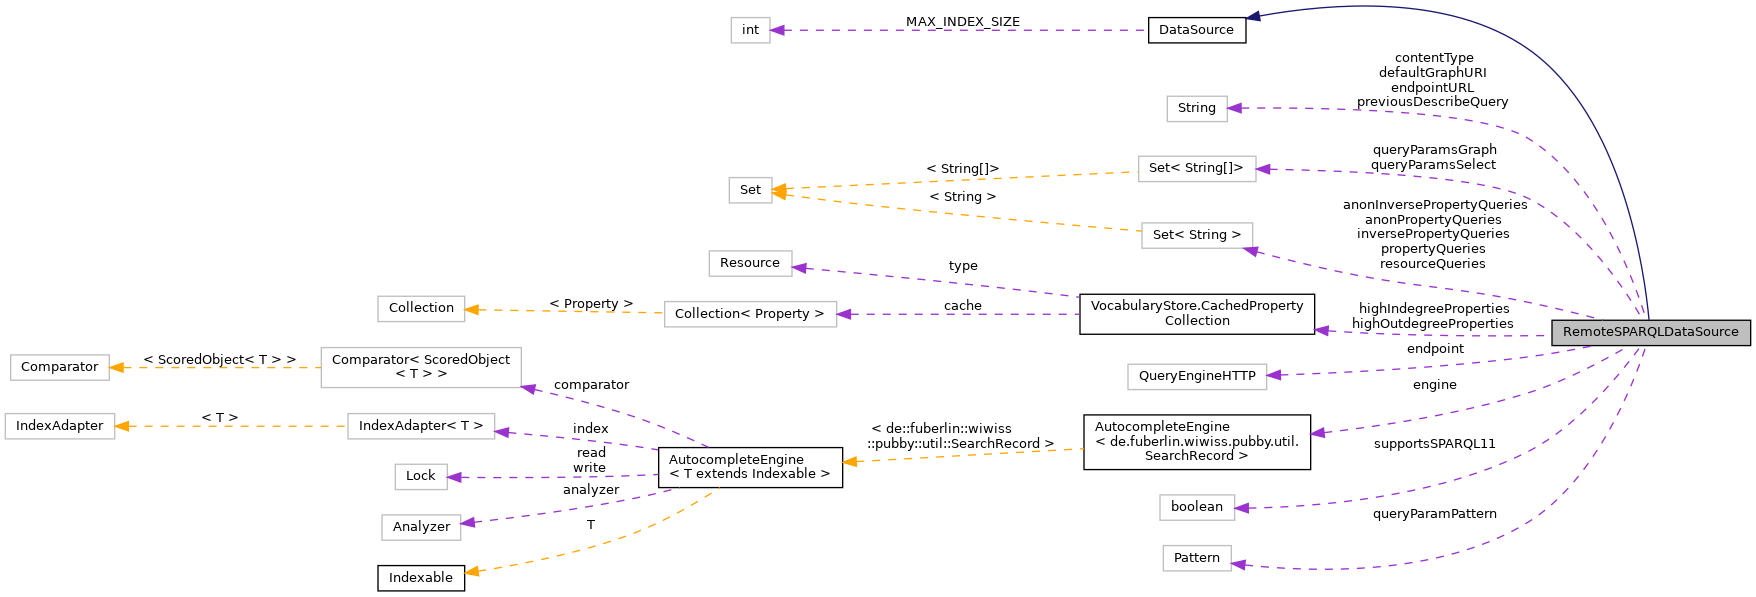 int
MAX_INDEX_SIZE
DataSource
contentType
defaultGraphURI
endpointURL
previousDescribeQuery
String
queryParamsGraph
queryParamsSelect
Set< String[]>
< String[]>
Set
< String >
Set< String >
anonInversePropertyQueries
anonPropertyQueries
inversePropertyQueries
propertyQueries
resourceQueries
Resource
type
VocabularyStore.CachedProperty
Collection
cache
Collection< Property >
< Property >
Collection
highIndegreeProperties
highOutdegreeProperties
RemoteSPARQLDataSource
endpoint
QueryEngineHTTP
engine
Comparator
< ScoredObject< T > >
Comparator< ScoredObject
< T > >
comparator
IndexAdapter
< T >
IndexAdapter< T >
index
read
write
Lock
analyzer
Analyzer
T
Indexable
AutocompleteEngine
< T extends Indexable >
< de::fuberlin::wiwiss
::pubby::util::SearchRecord >
AutocompleteEngine
< de.fuberlin.wiwiss.pubby.util.
SearchRecord >
supportsSPARQL11
boolean
queryParamPattern
Pattern